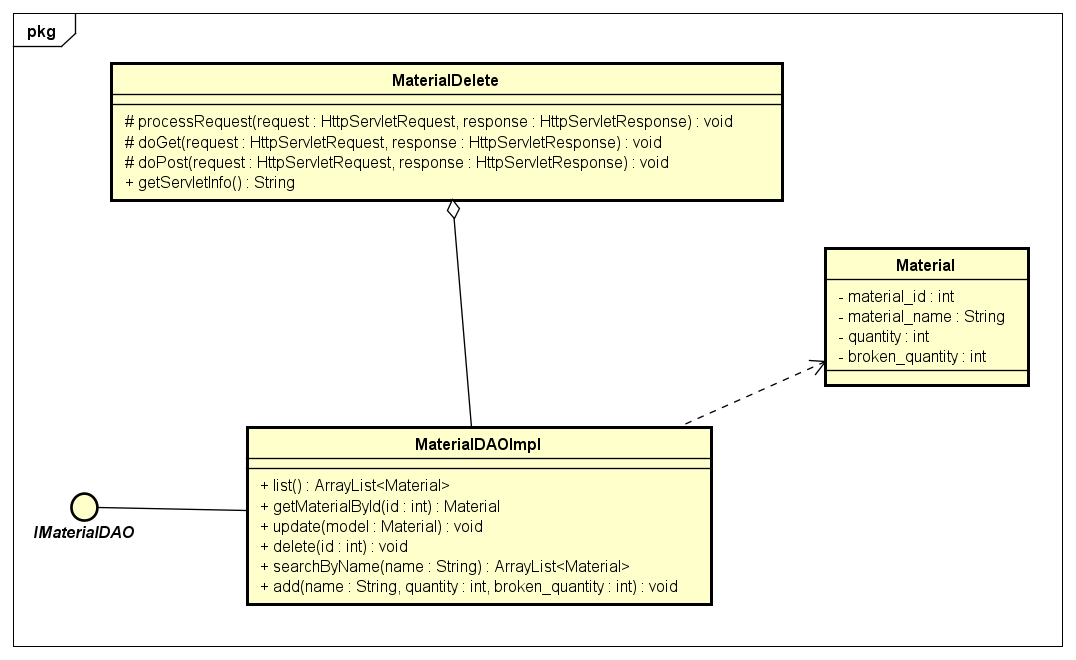 pkg
MaterialDelete
# processRequest(request : HttpServletRequest, response : HttpServletResponse) : void
# doGet(request : HttpServletRequest, response : HttpServletResponse) : void
# doPost(request : HttpServletRequest, response : HttpServletResponse) : void
+ getServletInfo() : String
Material
- material_id : int
- material_name : String
- quantity : int
- broken_quantity : int
MaterialDAOImpl
+ list() : ArrayList<Material>
+ getMaterialById(id : int) : Material
+ update(model : Material) : void
+ delete(id : int) : void
+ searchByName(name : String) : ArrayList<Material>
+ add(name : String, quantity : int, broken_quantity : int) : void
IMaterialDAO